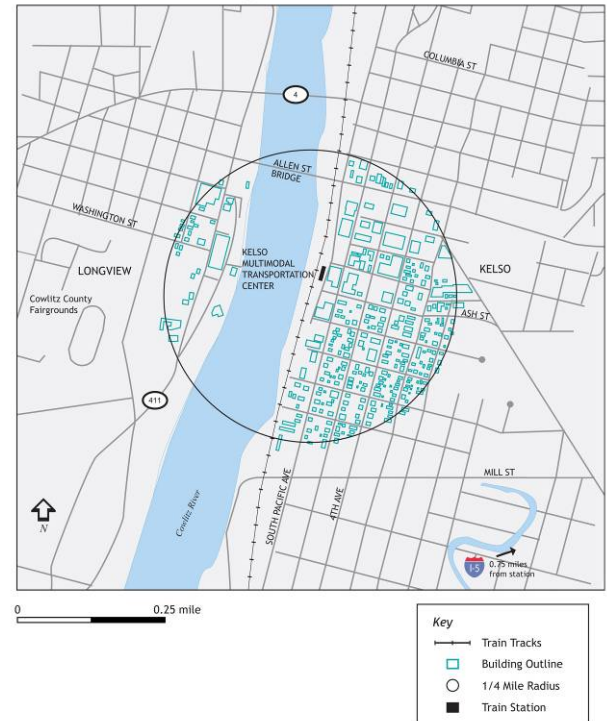 COLUMBIA ST
4
ALLEN ST
BRIDGE
WASHINGTON ST
KELSO
MULTIMODAL
TRANSPORTATION
CENTER
LONGVIEW
KELSO
Cowlitz County
Fairgrounds
ASH ST
411
MILL ST
SOUTH PACIFIC AVE
4TH AVE
Cowlitz River
N
I-5
0.75 miles
from station
0
0.25 mile
Key
Train Tracks
Building Outline
1/4 Mile Radius
Train Station